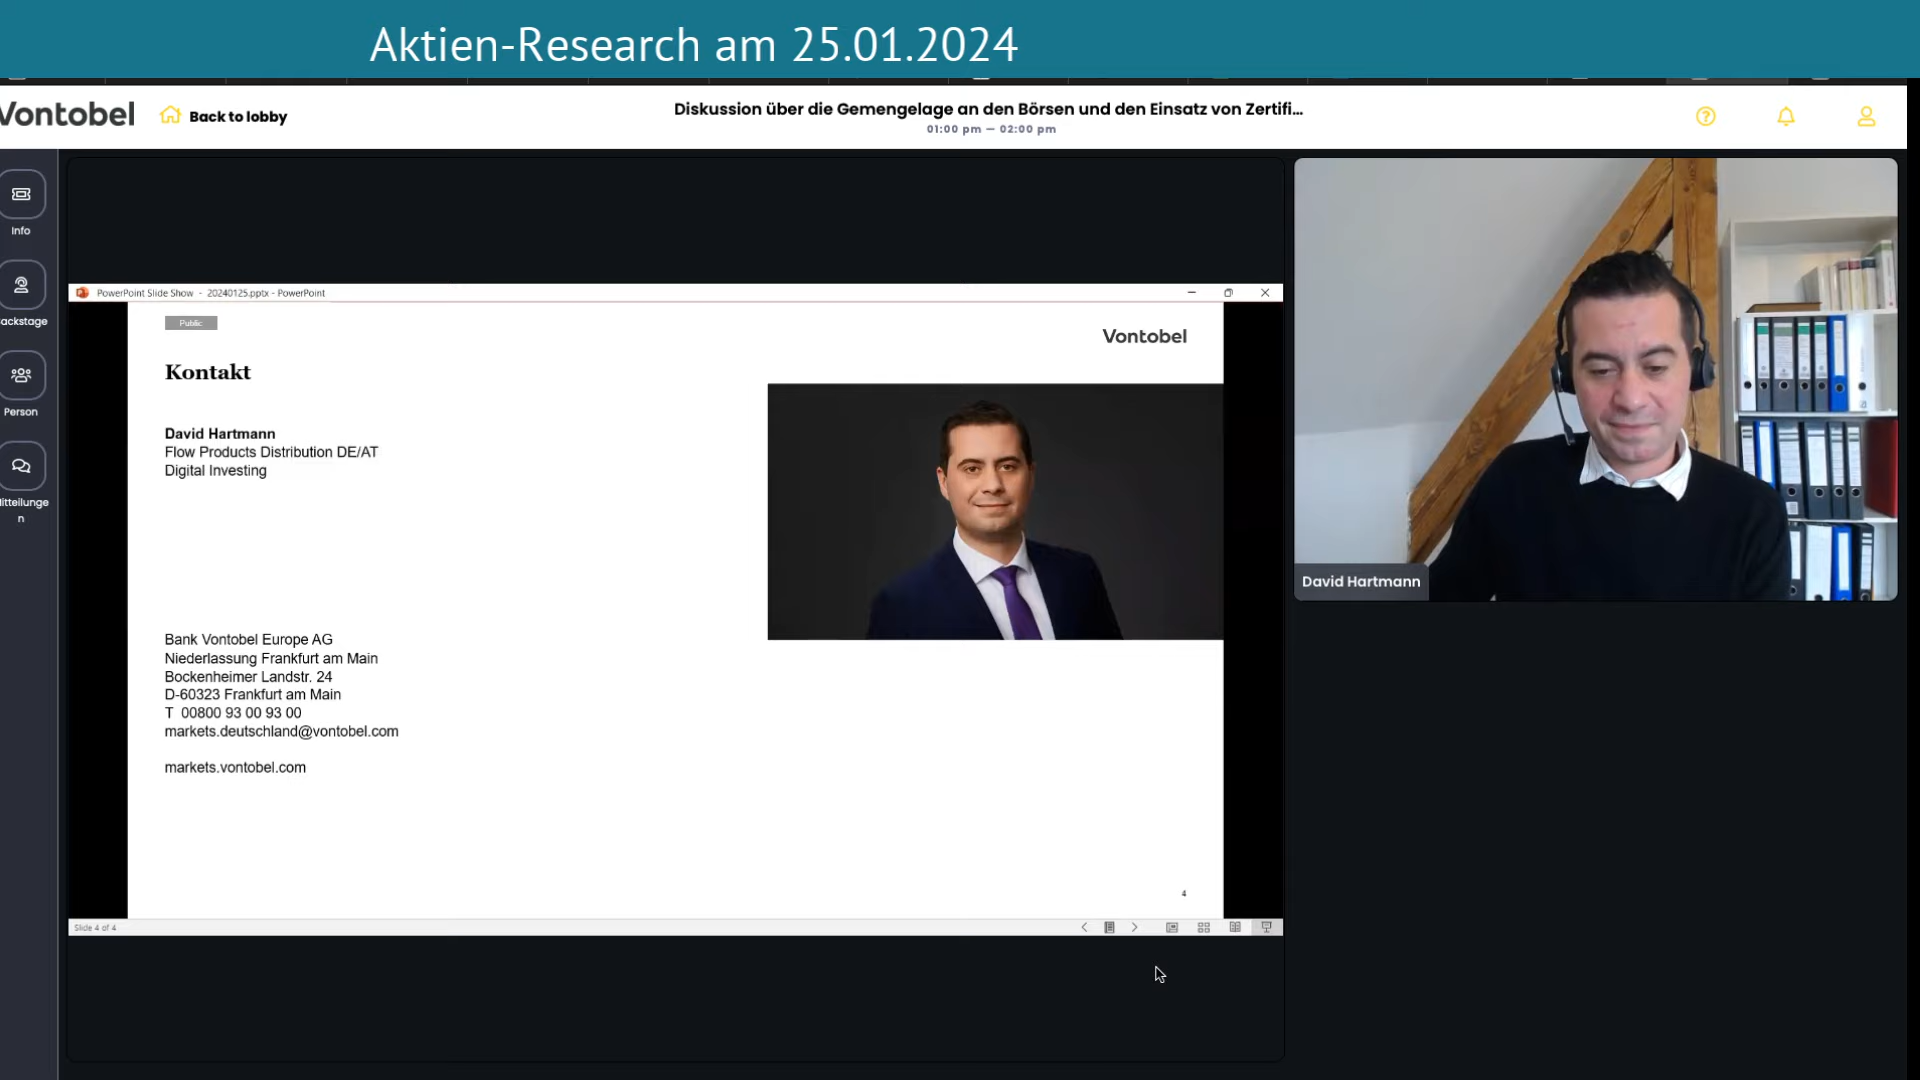 Aktien-Research am 25.01.2024
Vontobel
Back to lobby
Diskussion über die Gemengelage an den Börsen und den Einsatz von Zertifi...
01:00 pm — 02:00 pm
Info
ackstage
Person
itteilunge
n
PowerPoint Slide Show - 20240125.pptx - PowerPoint
Public
Vontobel
Kontakt
David Hartmann
Flow Products Distribution DE/AT
Digital Investing
Bank Vontobel Europe AG
Niederlassung Frankfurt am Main
Bockenheimer Landstr. 24
D-60323 Frankfurt am Main
T 00800 93 00 93 00
markets.deutschland@vontobel.com
markets.vontobel.com
4
Slide 4 of 4
David Hartmann